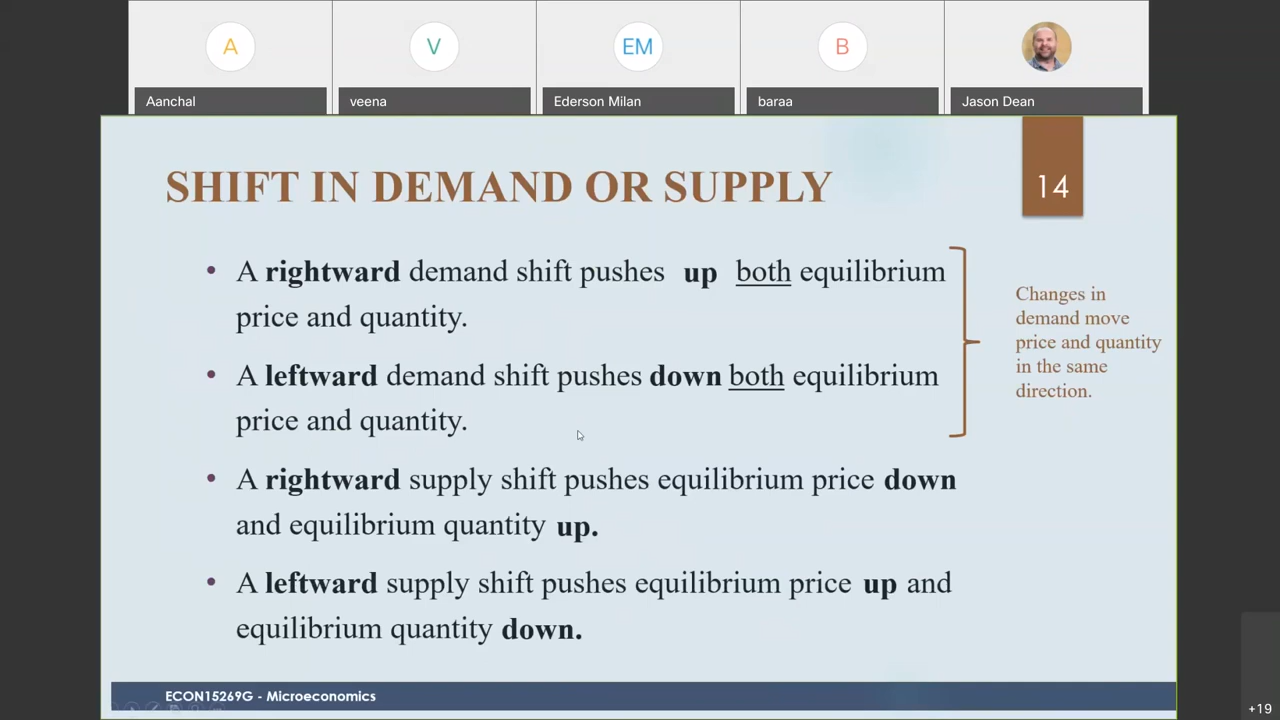 A
V
EM
B
Aanchal
veena
Ederson Milan
baraa
Jason Dean
SHIFT IN DEMAND OR SUPPLY
14
• A rightward demand shift pushes up both equilibrium
price and quantity.
• A leftward demand shift pushes down both equilibrium
price and quantity.
Changes in
demand move
price and quantity
in the same
direction.
• A rightward supply shift pushes equilibrium price down
and equilibrium quantity up.
• A leftward supply shift pushes equilibrium price up and
equilibrium quantity down.
ECON15269G - Microeconomics
+19